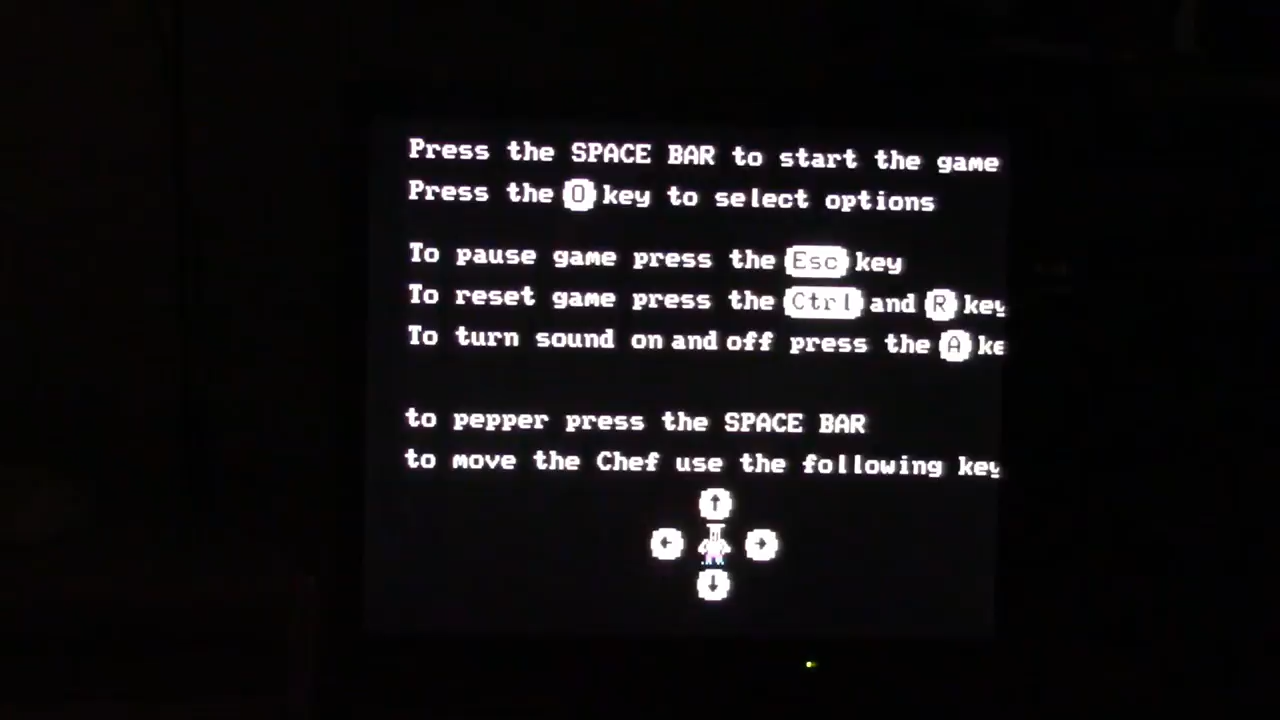 Press the SPACE BAR to start the game
Press the O key to select options
To pause game press the Esc key
To reset game press the Ctrl and R key
To turn sound on and off press the A ke
to pepper press the SPACE BAR
to move the Chef use the following key
↑
← →
↓